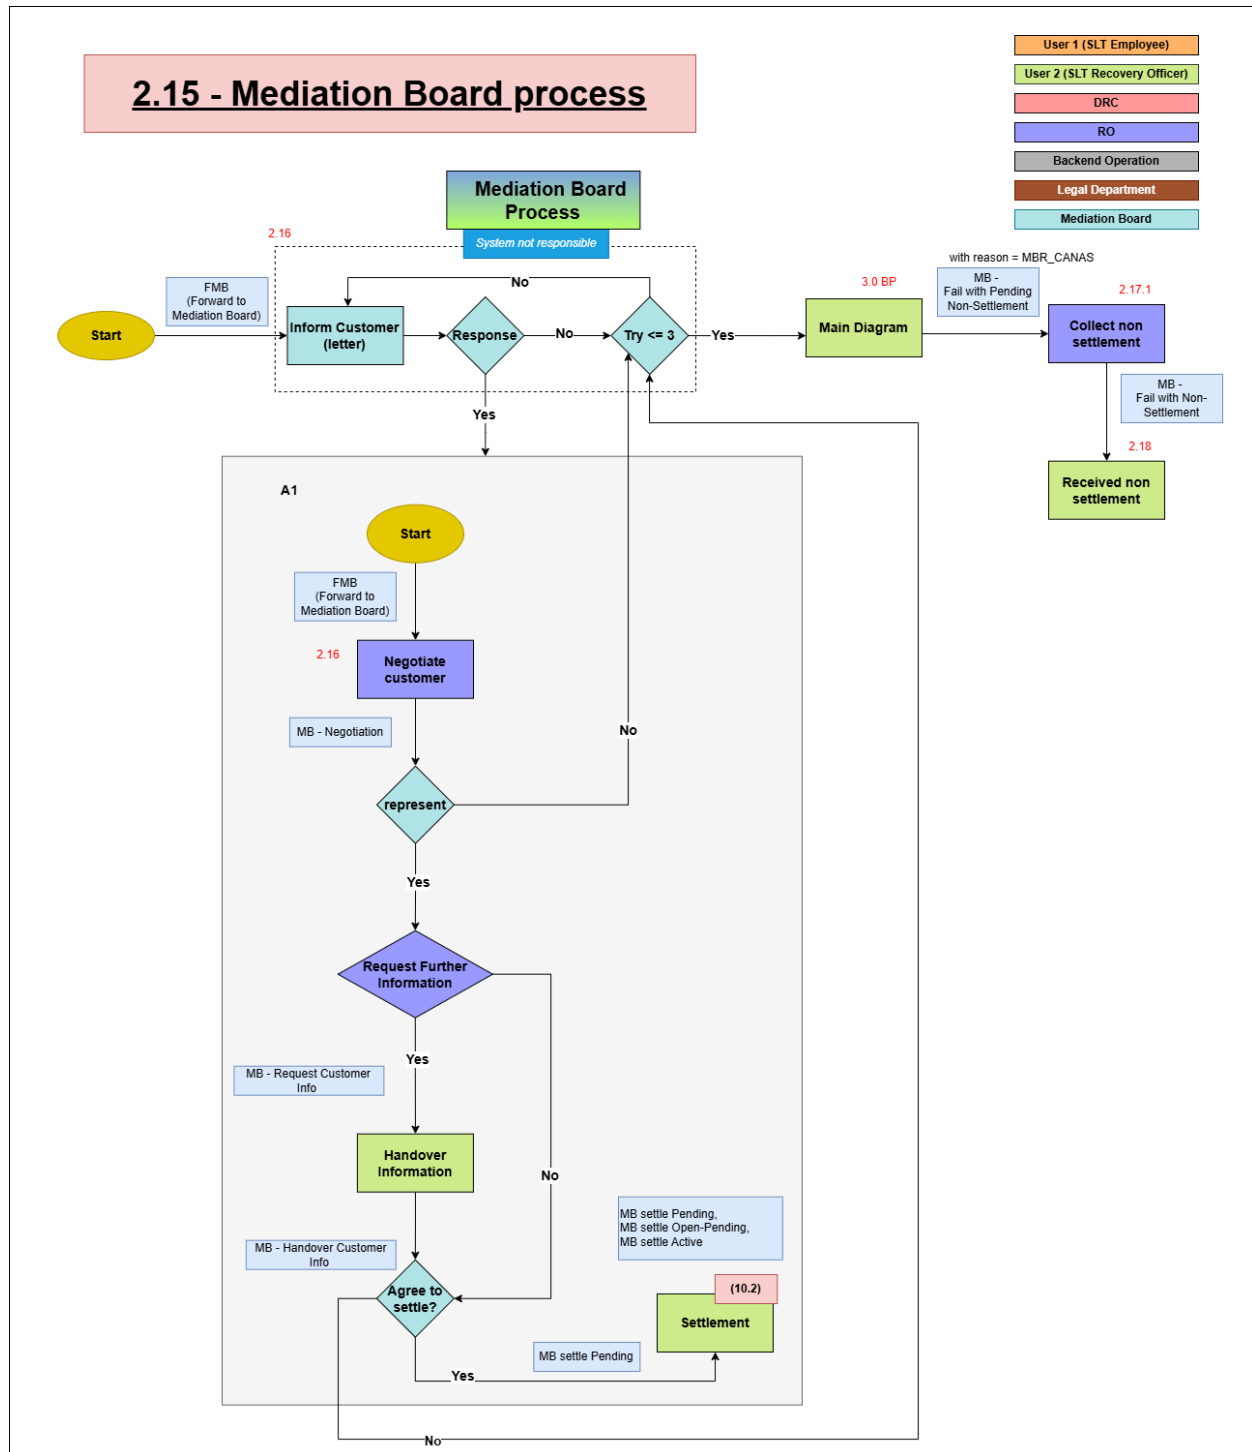 2.15 - Mediation Board process
User 1 (SLT Employee)
User 2 (SLT Recovery Officer)
DRC
RO
Backend Operation
Legal Department
Mediation Board
Mediation Board
Process
System not responsible
2.16
FMB
(Forward to
Mediation Board)
Start
Inform Customer
(letter)
Response
No
No
Try <= 3
Yes
3.0 BP
Main Diagram
with reason = MBR_CANAS
MB -
Fail with Pending
Non-Settlement
2.17.1
Collect non
settlement
MB -
Fail with Non-
Settlement
2.18
Received non
settlement
Yes
A1
Start
FMB
(Forward to
Mediation Board)
2.16
Negotiate
customer
MB - Negotiation
No
represent
Yes
Request Further
Information
Yes
MB - Request Customer
Info
Handover
Information
No
MB - Handover Customer
Info
MB settle Pending,
MB settle Open-Pending,
MB settle Active
Agree to
settle?
(10.2)
Settlement
MB settle Pending
Yes
No